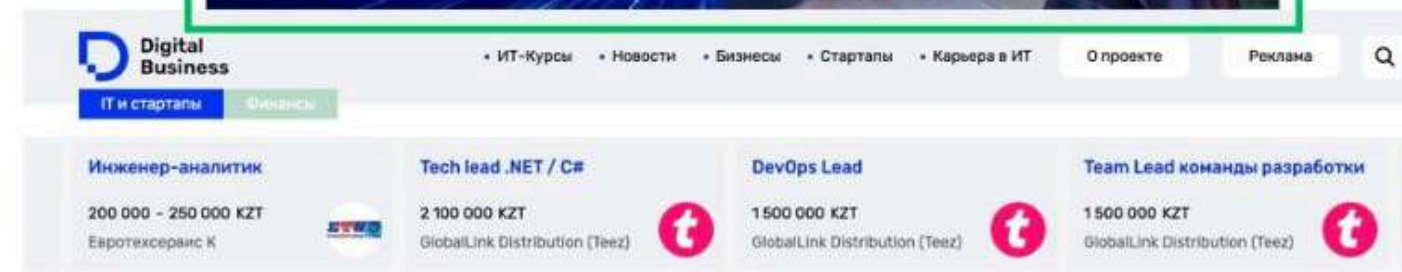 Digital
Business
• ИТ-Курсы • Новости • Бизнесы • Стартапы • Карьера в ИТ О проекте Реклама
IT и стартапы Финансы
Инженер-аналитик
200 000 - 250 000 KZT
Евротехсервис К
Tech lead .NET / C#
2 100 000 KZT
GlobalLink Distribution (Teez)
t
DevOps Lead
1 500 000 KZT
GlobalLink Distribution (Teez)
t
Team Lead команды разработки
1 500 000 KZT
GlobalLink Distribution (Teez)
t